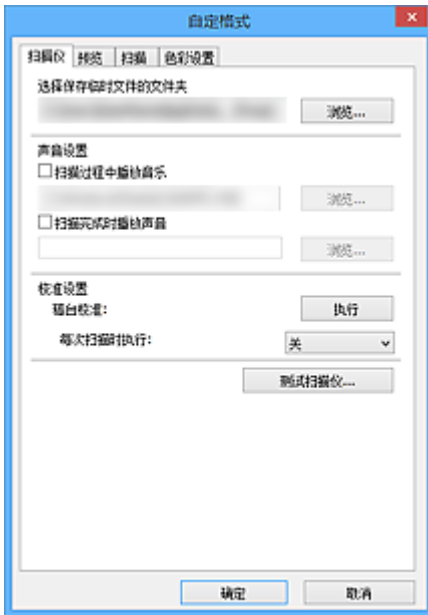 自定格式
扫描仪 预览 扫描 色彩设置
选择保存临时文件的文件夹
浏览...
声音设置
扫描过程中播放音乐
浏览...
扫描完成时播放声音
浏览...
校准设置
稿台校准: 执行
每次扫描时执行: 关
测试扫描仪...
确定 取消